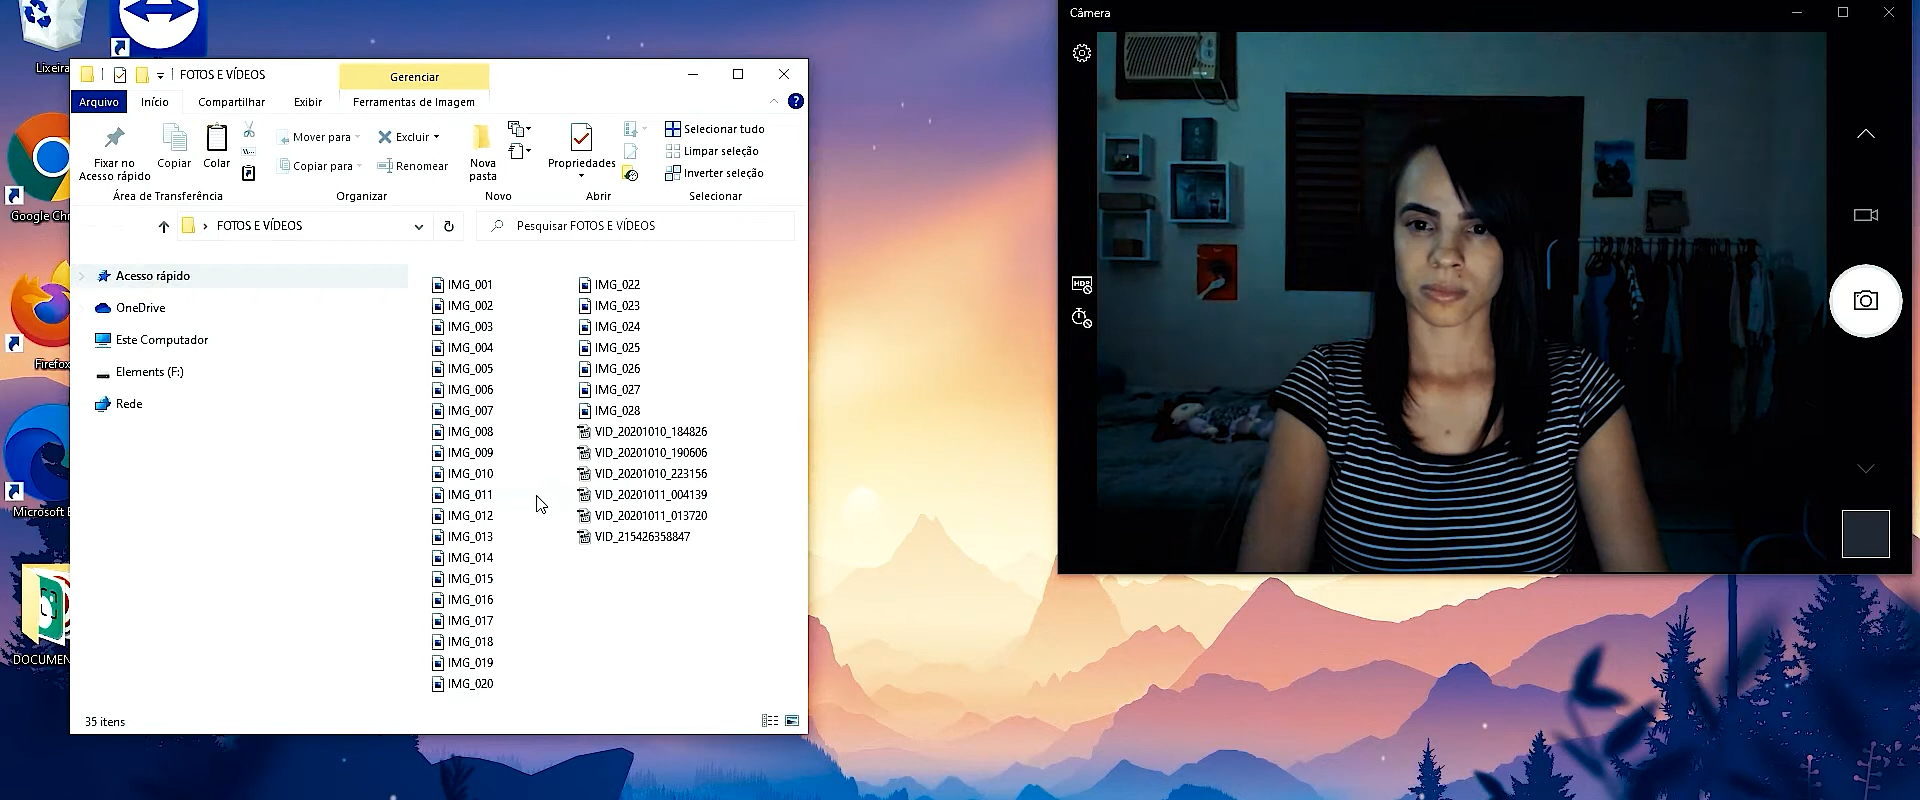 Lixeira
Google Chr
Firefox
Microsoft E
DOCUMEN
FOTOS E VÍDEOS
Gerenciar
Arquivo
Início
Compartilhar
Exibir
Ferramentas de Imagem
Fixar no
Acesso rápido
Copiar
Colar
Mover para
Copiar para
Excluir
Renomear
Nova
pasta
Propriedades
Selecionar tudo
Limpar seleção
Inverter seleção
Área de Transferência
Organizar
Novo
Abrir
Selecionar
FOTOS E VÍDEOS
Pesquisar FOTOS E VÍDEOS
Acesso rápido
OneDrive
Este Computador
Elements (F:)
Rede
IMG_001
IMG_002
IMG_003
IMG_004
IMG_005
IMG_006
IMG_007
IMG_008
IMG_009
IMG_010
IMG_011
IMG_012
IMG_013
IMG_014
IMG_015
IMG_016
IMG_017
IMG_018
IMG_019
IMG_020
IMG_022
IMG_023
IMG_024
IMG_025
IMG_026
IMG_027
IMG_028
VID_20201010_184826
VID_20201010_190606
VID_20201010_223156
VID_20201011_004139
VID_20201011_013720
VID_215426358847
35 itens
Câmera
HDR